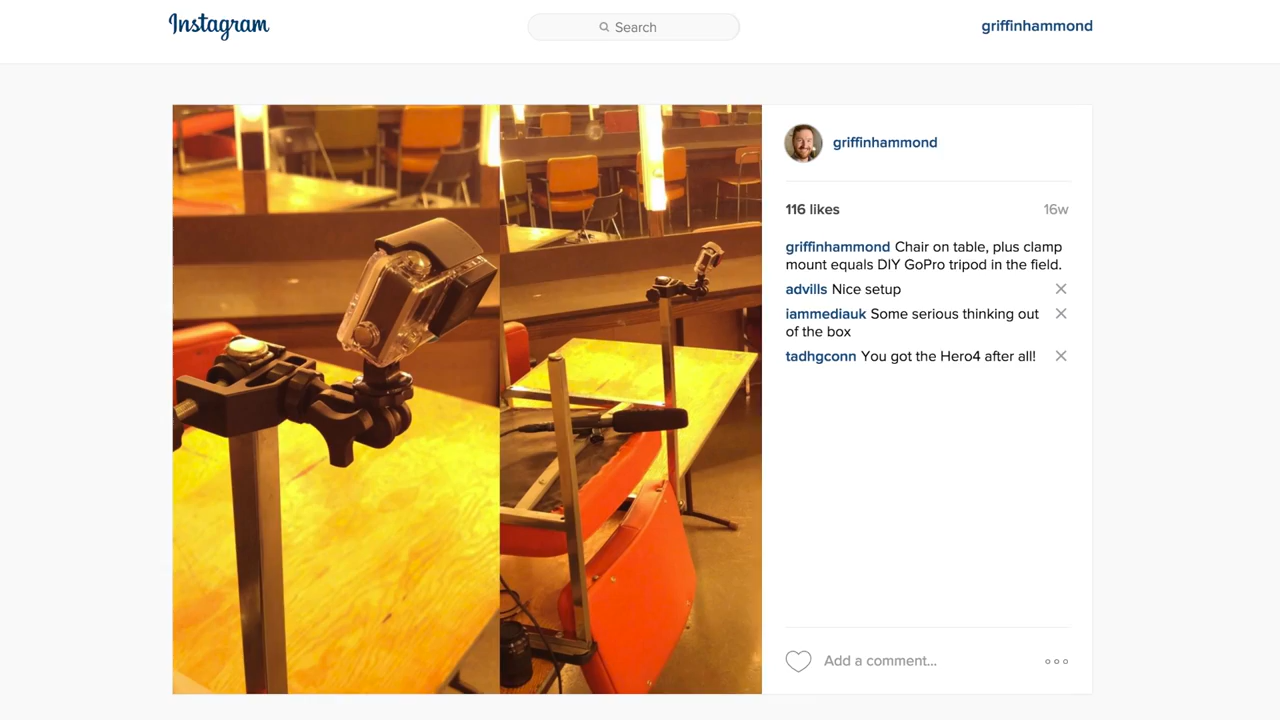 Instagram
Search
griffinhammond
griffinhammond
116 likes
16w
griffinhammond Chair on table, plus clamp
mount equals DIY GoPro tripod in the field.
advills Nice setup
iammediauk Some serious thinking out
of the box
tadhgconn You got the Hero4 after all!
Add a comment...